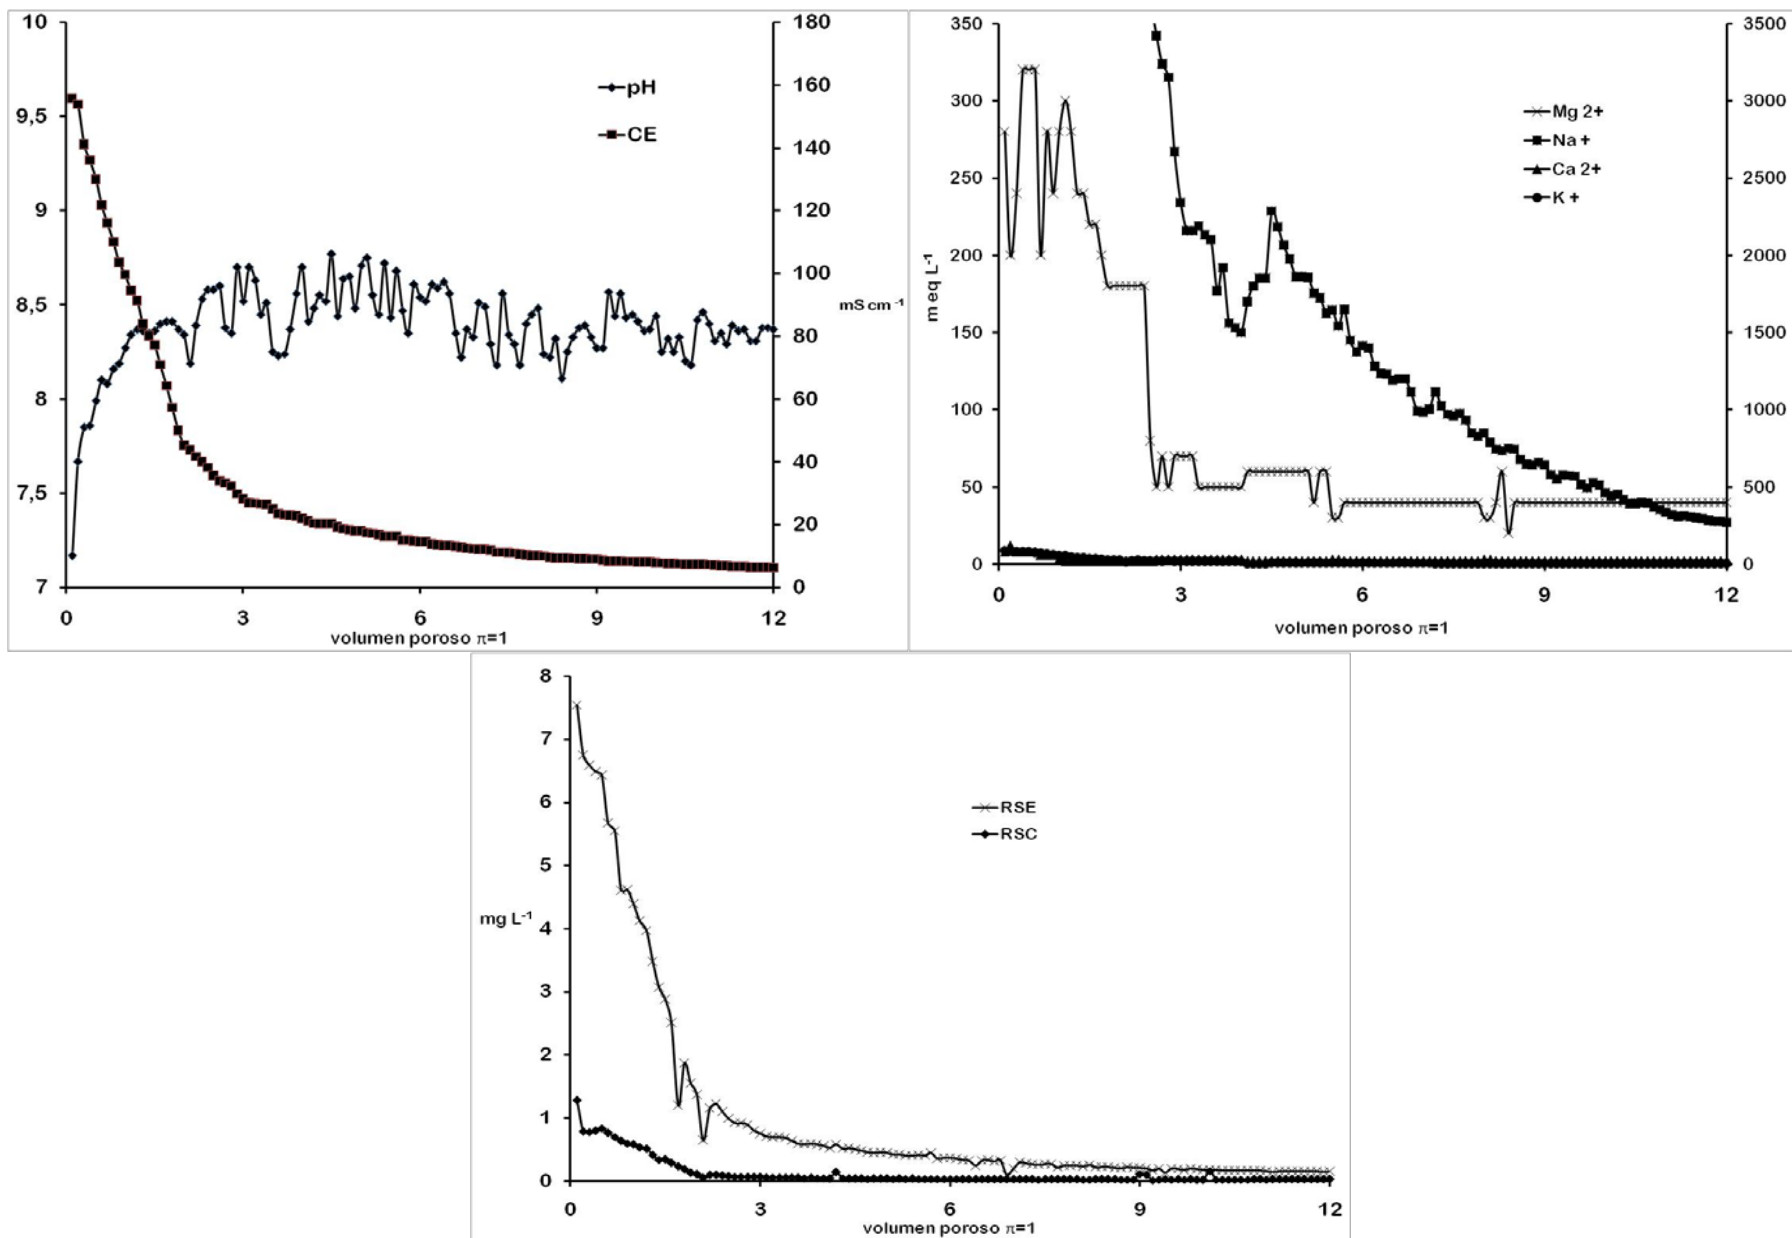 10
9.5
9
8,5
8
7,5
7
180
160
140
120
100
80
60
40
20
0
mS cm -1
pH
CE
0 3 6 9 12
volumen poroso π=1
350
300
250
200
150
100
50
0
m eq L-1
3500
3000
2500
2000
1500
1000
500
0
Mg 2+
Na +
Ca 2+
K +
0 3 6 9 12
volumen poroso π=1
8
7
6
5
4
3
2
1
0
mg L-1
RSE
RSC
0 3 6 9 12
volumen poroso π=1